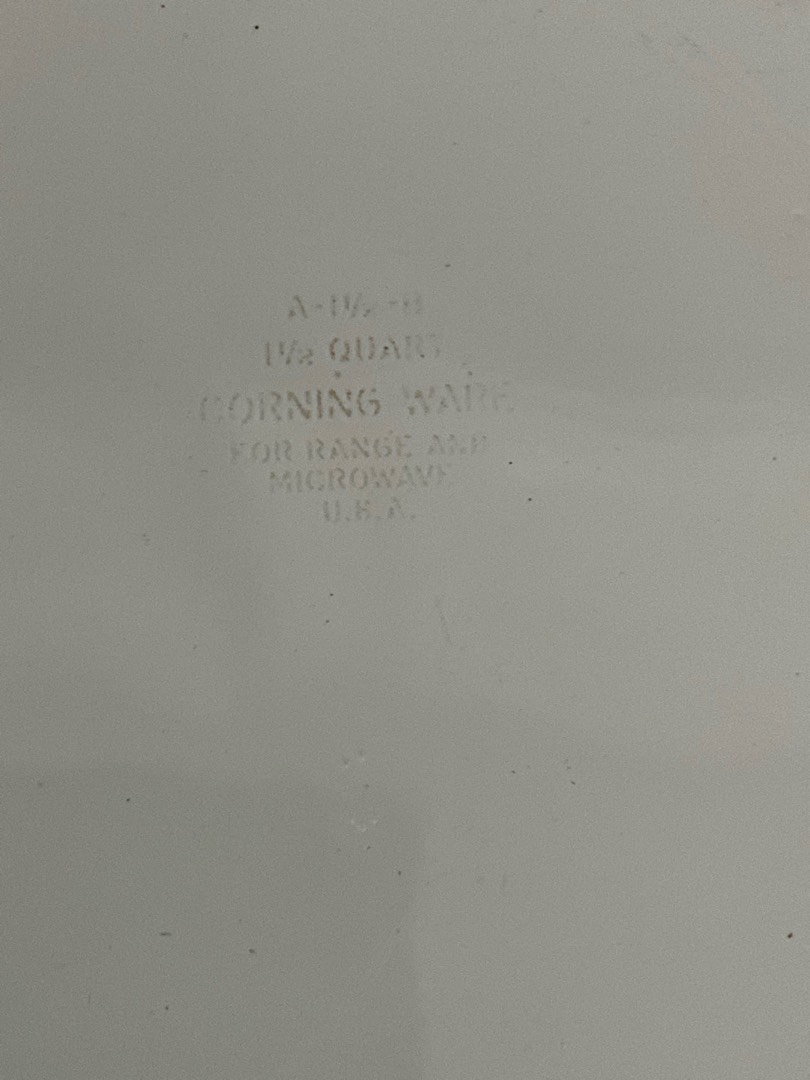 A-1½-B
1½ QUART
CORNING WARE
FOR RANGE AND
MICROWAVE
U.S.A.